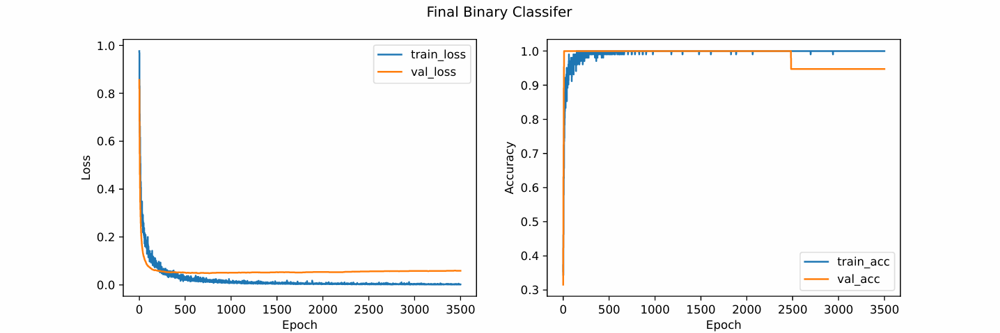 Final Binary Classifer
1.0
0.8
0.6
0.4
0.2
0.0
Loss
0 500 1000 1500 2000 2500 3000 3500
Epoch
train_loss
val_loss
1.0
0.9
0.8
0.7
0.6
0.5
0.4
0.3
Accuracy
0 500 1000 1500 2000 2500 3000 3500
Epoch
train_acc
val_acc